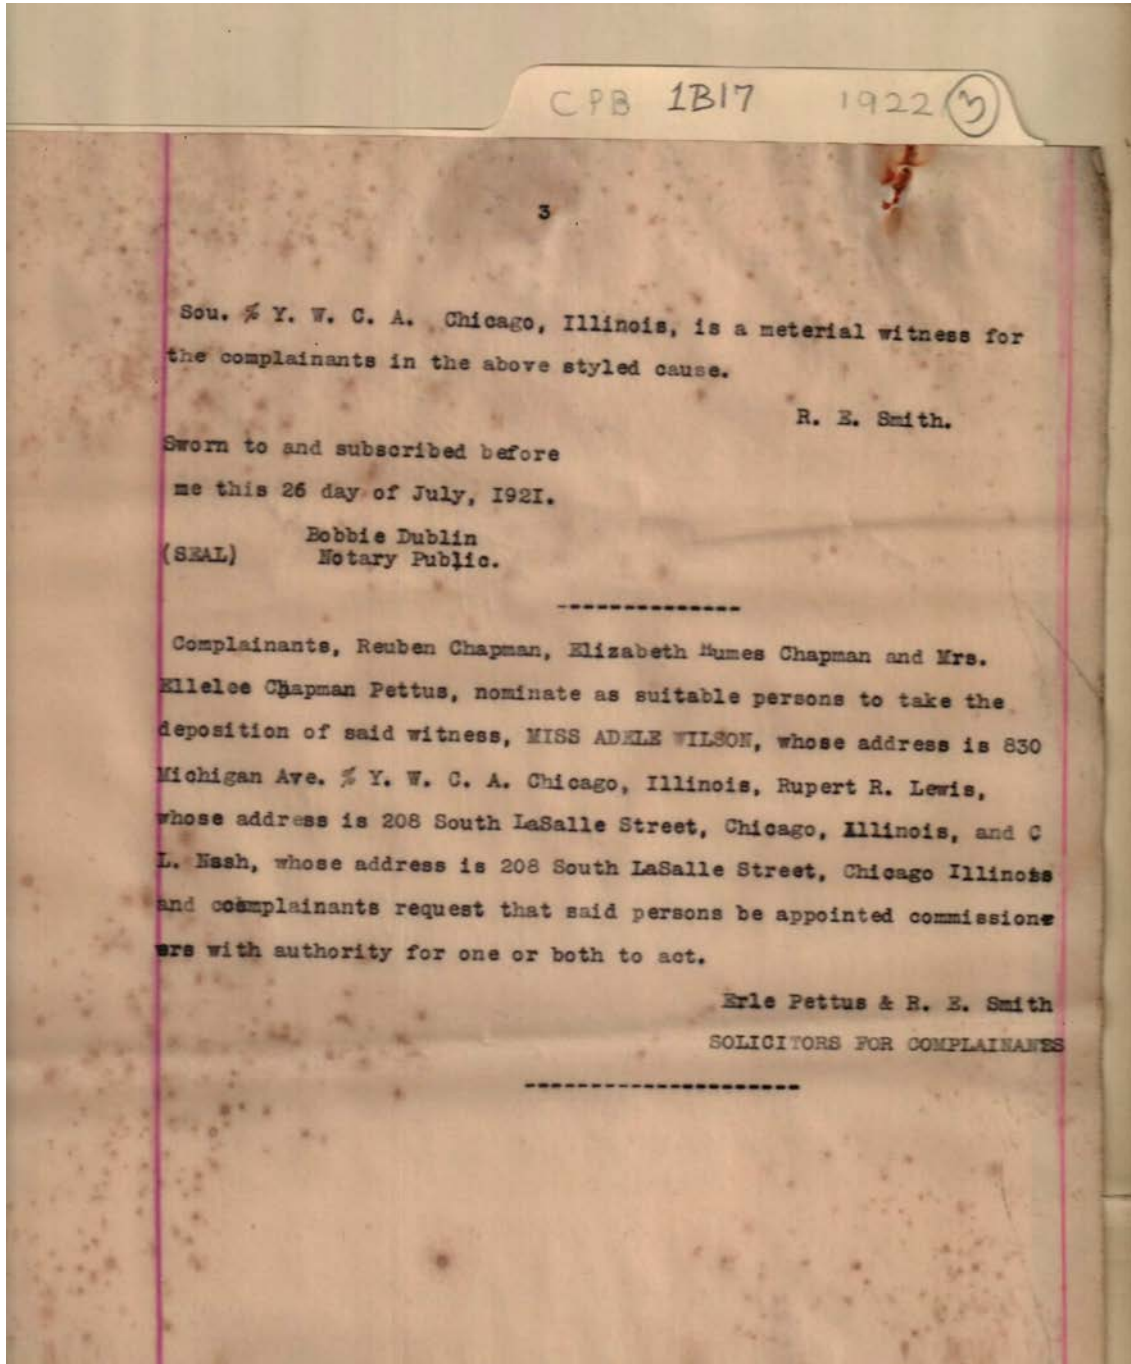 CPB 1B17 1922 3
3
Sou. % Y. W. C. A. Chicago, Illinois, is a meterial witness for
the complainants in the above styled cause.
R. E. Smith.
Sworn to and subscribed before
me this 26 day of July, I92I.
Bobbie Dublin
(SEAL) Notary Public.
---------------
Complainants, Reuben Chapman, Elizabeth Humes Chapman and Mrs.
Ellelee Chapman Pettus, nominate as suitable persons to take the
deposition of said witness, MISS ADELE WILSON, whose address is 830
Michigan Ave. % Y. W. C. A. Chicago, Illinois, Rupert R. Lewis,
whose address is 208 South LaSalle Street, Chicago, Illinois, and C
L. Nash, whose address is 208 South LaSalle Street, Chicago Illinois
and complainants request that said persons be appointed commission
ers with authority for one or both to act.
Erle Pettus & R. E. Smith
SOLICITORS FOR COMPLAINANTS
---------------------